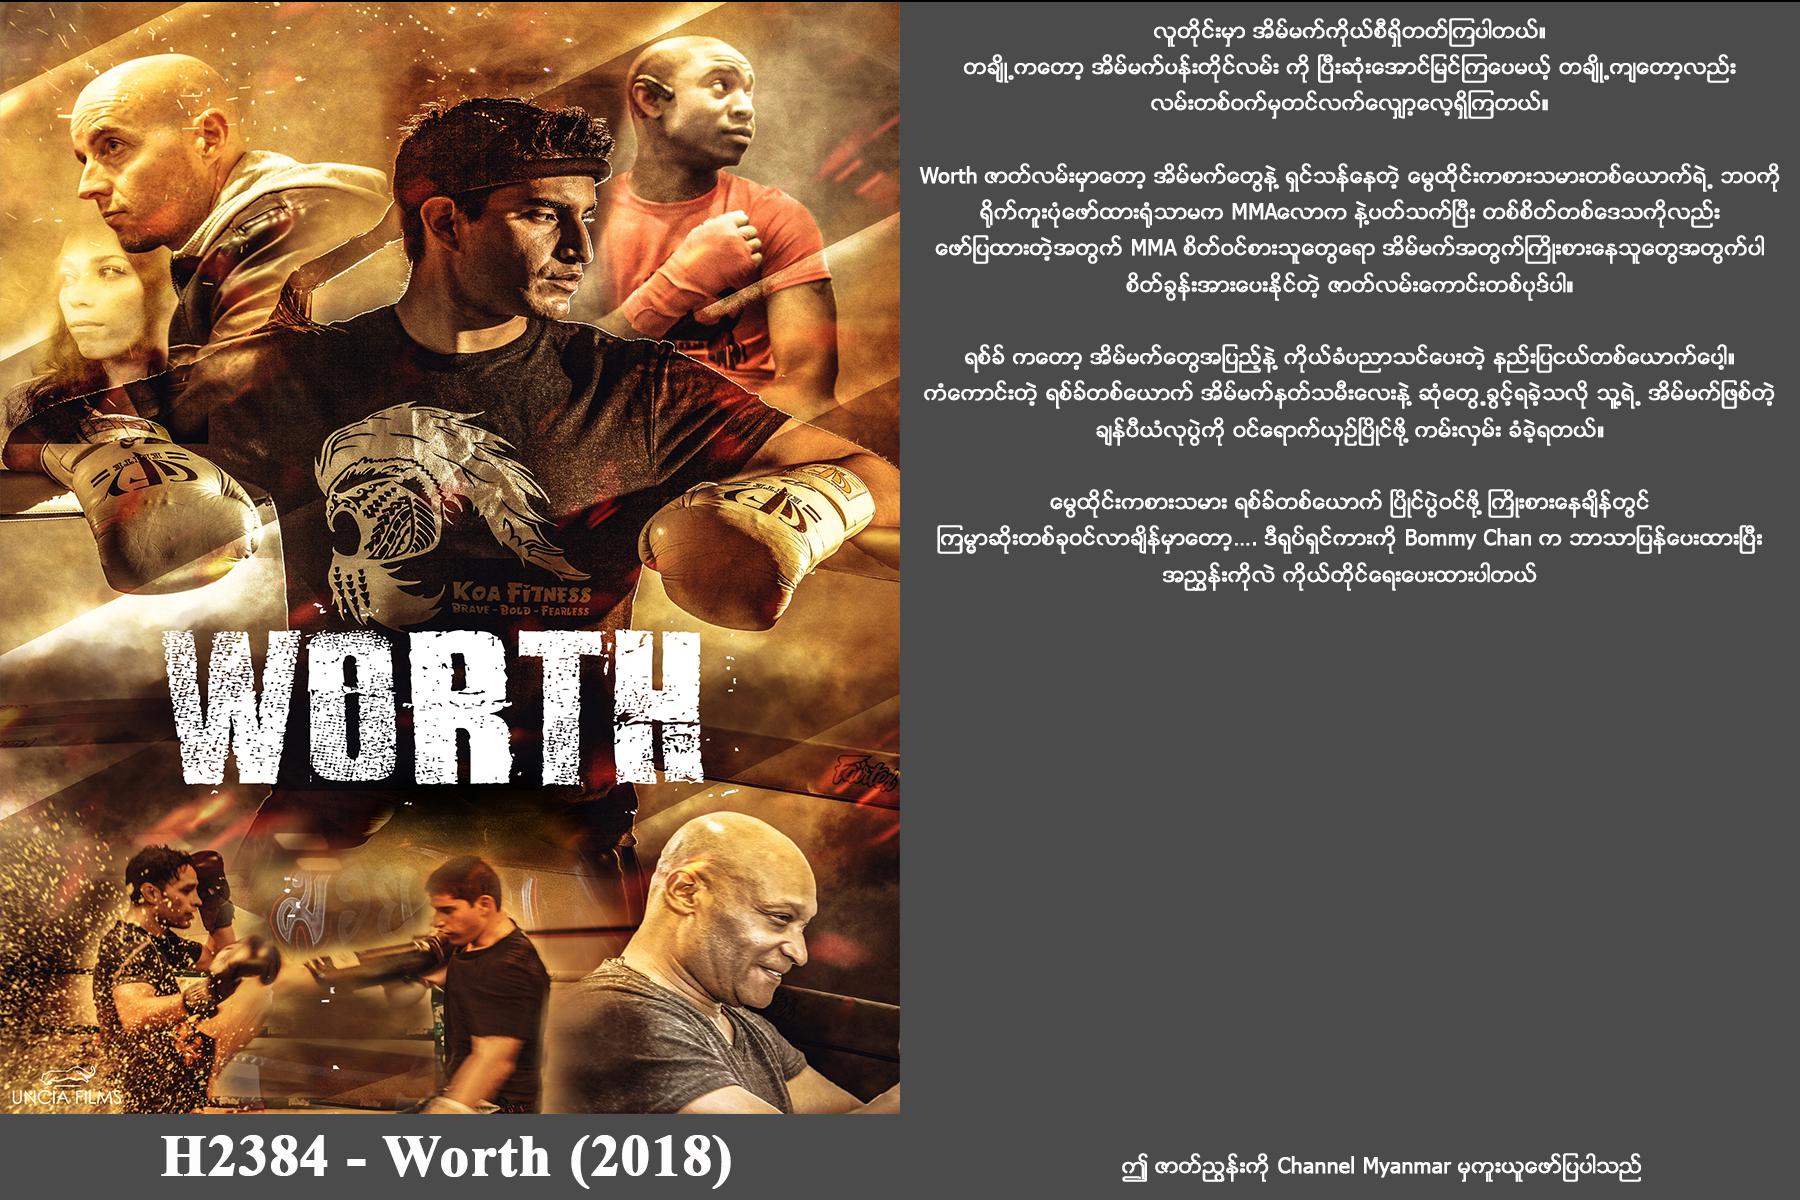 KOA FITNESS
BRAVE - BOLD - FEARLESS
WORTH
UNCIA FILMS
H2384 - Worth (2018)
လူတိုင်းမှာ အိမ်မက်ကိုယ်စီရှိတတ်ကြပါတယ်။
တချို့ကတော့ အိမ်မက်ပန်းတိုင်လမ်း ကို ပြီးဆုံးအောင်မြင်ကြပေမယ့် တချို့ကျတော့လည်း
လမ်းတစ်ဝက်မှတင်လက်လျှော့လေ့ရှိကြတယ်။
Worth ဇာတ်လမ်းမှာတော့ အိမ်မက်တွေနဲ့ ရှင်သန်နေတဲ့ မွေထိုင်းကစားသမားတစ်ယောက်ရဲ့ ဘဝကို
ရိုက်ကူးပုံဖော်ထားရုံသာမက MMAလောက နဲ့ပတ်သက်ပြီး တစ်စိတ်တစ်ဒေသကိုလည်း
ဖော်ပြထားတဲ့အတွက် MMA စိတ်ဝင်စားသူတွေရော အိမ်မက်အတွက်ကြိုးစားနေသူတွေအတွက်ပါ
စိတ်ခွန်းအားပေးနိုင်တဲ့ ဇာတ်လမ်းကောင်းတစ်ပုဒ်ပါ။
ရစ်ခ် ကတော့ အိမ်မက်တွေအပြည့်နဲ့ ကိုယ်ခံပညာသင်ပေးတဲ့ နည်းပြငယ်တစ်ယောက်ပေါ့။
ကံကောင်းတဲ့ ရစ်ခ်တစ်ယောက် အိမ်မက်နတ်သမီးလေးနဲ့ ဆုံတွေ့ခွင့်ရခဲ့သလို သူ့ရဲ့ အိမ်မက်ဖြစ်တဲ့
ချန်ပီယံလုပွဲကို ဝင်ရောက်ယှဉ်ပြိုင်ဖို့ ကမ်းလှမ်း ခံခဲ့ရတယ်။
မွေထိုင်းကစားသမား ရစ်ခ်တစ်ယောက် ပြိုင်ပွဲဝင်ဖို့ ကြိုးစားနေချိန်တွင်
ကြမ္မာဆိုးတစ်ခုဝင်လာချိန်မှာတော့.... ဒီရုပ်ရှင်ကားကို Bommy Chan က ဘာသာပြန်ပေးထားပြီး
အညွှန်းကိုလဲ ကိုယ်တိုင်ရေးပေးထားပါတယ်
ဤ ဇာတ်ညွှန်းကို Channel Myanmar မှကူးယူဖော်ပြပါသည်